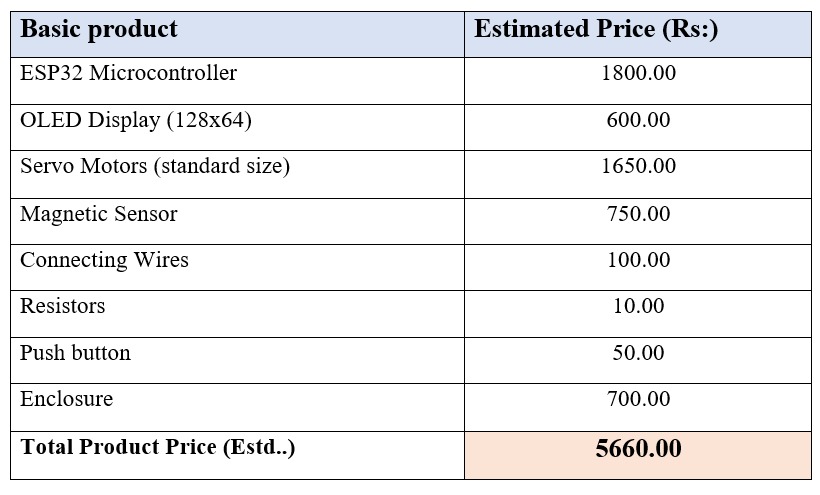 Basic product Estimated Price (Rs:)
ESP32 Microcontroller 1800.00
OLED Display (128x64) 600.00
Servo Motors (standard size) 1650.00
Magnetic Sensor 750.00
Connecting Wires 100.00
Resistors 10.00
Push button 50.00
Enclosure 700.00
Total Product Price (Estd..) 5660.00